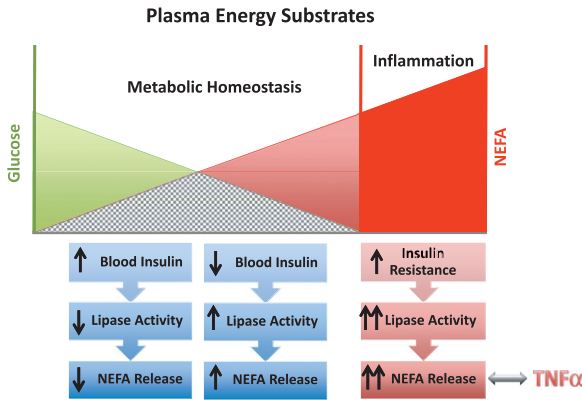 Plasma Energy Substrates
Inflammation
Metabolic Homeostasis
Glucose
NEFA
↑ Blood Insulin
↓ Lipase Activity
↓ NEFA Release
↓ Blood Insulin
↑ Lipase Activity
↑ NEFA Release
↑ Insulin
Resistance
↑↑ Lipase Activity
↑↑ NEFA Release
TNFα